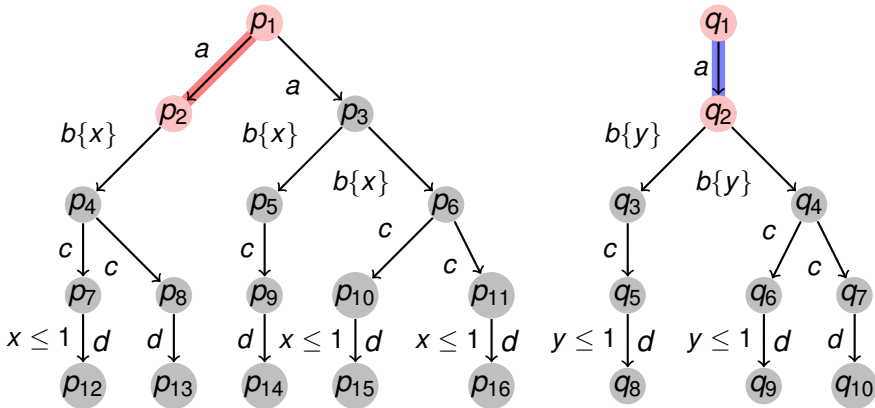 p1 q1
a a a
p2 p3 q2
b{x} b{x} b{x} b{y} b{y}
p4 p5 p6 q3 q4
c c c c c c c c
p7 p8 p9 p10 p11 q5 q6 q7
x ≤ 1 d d d x ≤ 1 d x ≤ 1 d y ≤ 1 d y ≤ 1 d d
p12 p13 p14 p15 p16 q8 q9 q10